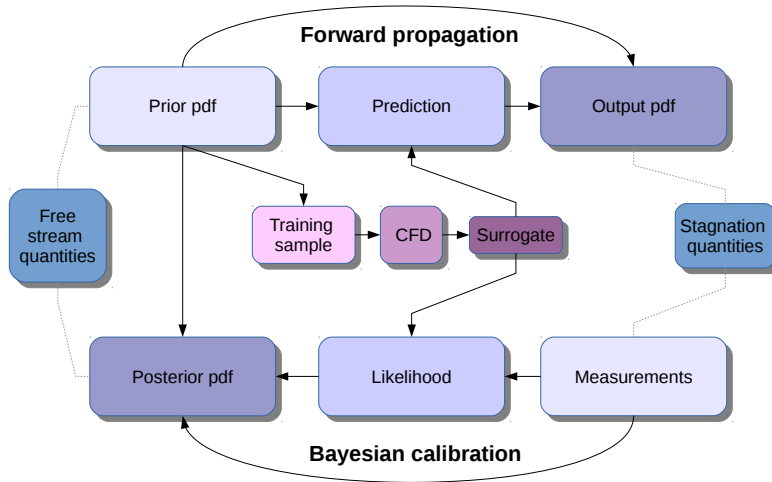 Forward propagation
Prior pdf
Prediction
Output pdf
Free
stream
quantities
Training
sample
CFD
Surrogate
Stagnation
quantities
Posterior pdf
Likelihood
Measurements
Bayesian calibration